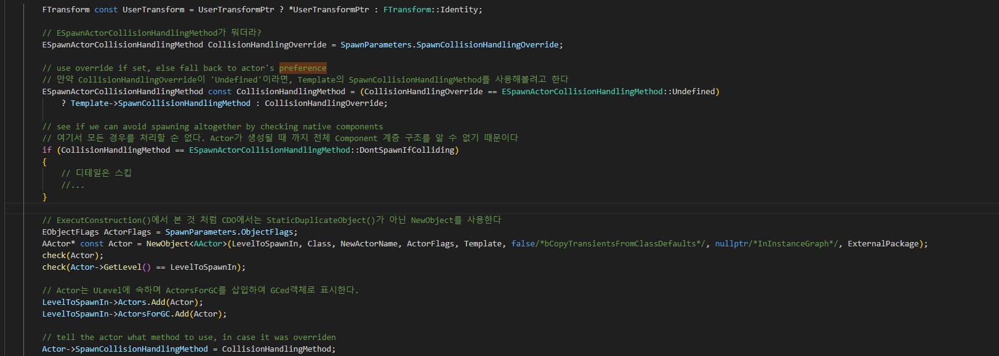 FTransform const UserTransform = UserTransformPtr ? *UserTransformPtr : FTransform::Identity;
// ESpawnActorCollisionHandlingMethod가 뭐더라?
ESpawnActorCollisionHandlingMethod CollisionHandlingOverride = SpawnParameters.SpawnCollisionHandlingOverride;
// use override if set, else fall back to actor's preference
// 만약 CollisionHandlingOverride이 'Undefined'이라면, Template의 SpawnCollisionHandlingMethod를 사용해볼려고 한다
ESpawnActorCollisionHandlingMethod const CollisionHandlingMethod = (CollisionHandlingOverride == ESpawnActorCollisionHandlingMethod::Undefined)
? Template->SpawnCollisionHandlingMethod : CollisionHandlingOverride;
// see if we can avoid spawning altogether by checking native components
// 여기서 모든 경우를 처리할 순 없다. Actor가 생성될 때 까지 전체 Component 계층 구조를 알 수 없기 때문이다
if (CollisionHandlingMethod == ESpawnActorCollisionHandlingMethod::DontSpawnIfColliding)
{
// 디테일은 스킵
//...
}
// ExecutConstruction()에서 본 것 처럼 CDO에서는 StaticDuplicateObject()가 아닌 NewObject를 사용한다
EObjectFLags ActorFlags = SpawnParameters.ObjectFlags;
AActor* const Actor = NewObject<AActor>(LevelToSpawnIn, Class, NewActorName, ActorFlags, Template, false/*bCopyTransientsFromClassDefaults*/, nullptr/*InInstanceGraph*/, ExternalPackage);
check(Actor);
check(Actor->GetLevel() == LevelToSpawnIn);
// Actor는 ULevel에 속하며 ActorsForGC를 삽입하여 GCed객체로 표시한다.
LevelToSpawnIn->Actors.Add(Actor);
LevelToSpawnIn->ActorsForGC.Add(Actor);
// tell the actor what method to use, in case it was overriden
Actor->SpawnCollisionHandlingMethod = CollisionHandlingMethod;